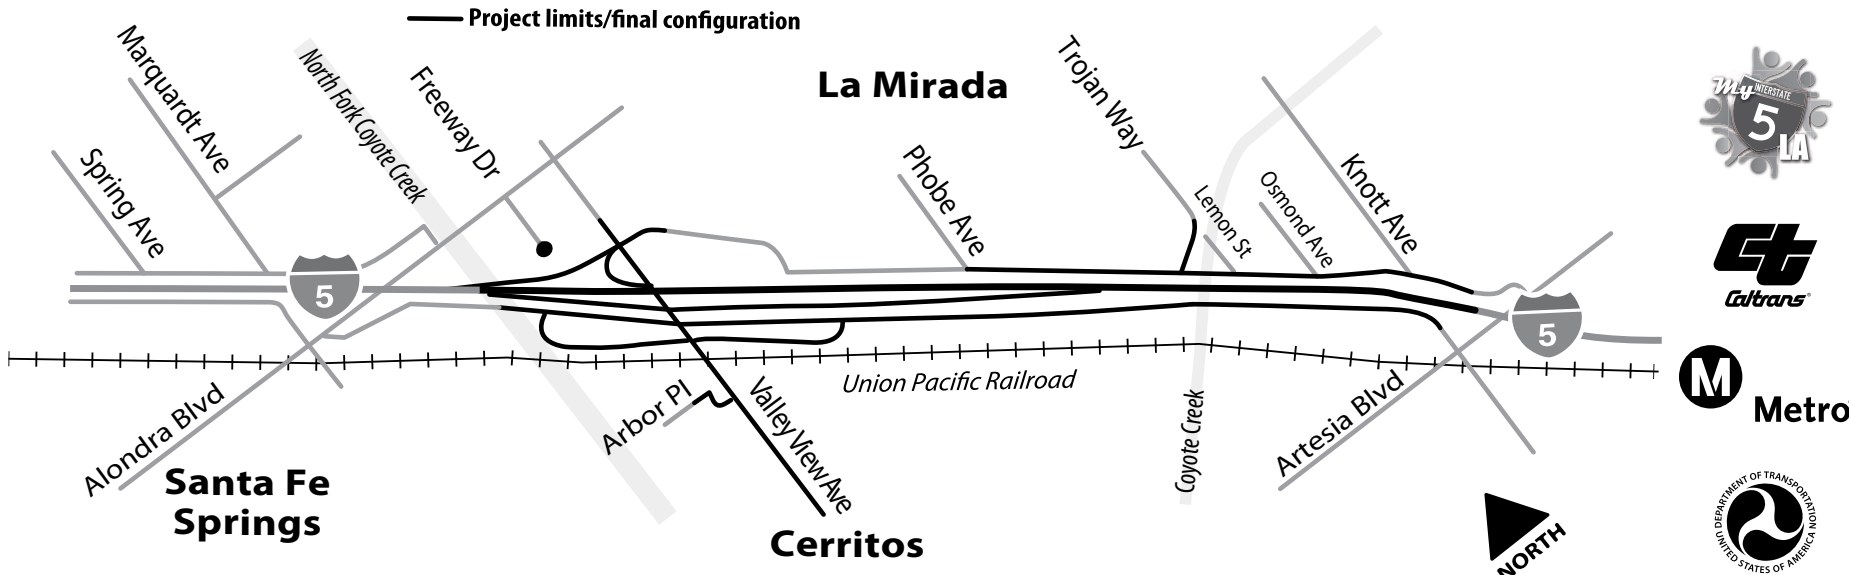 Project limits/final configuration
Marquardt Ave
Spring Ave
North Fork Coyote Creek
Freeway Dr
La Mirada
Phobe Ave
Trojan Way
Lemon St
Osmond Ave
Knott Ave
5
5
Union Pacific Railroad
Alondra Blvd
Arbor Pl
Valley View Ave
Coyote Creek
Artesia Blvd
Santa Fe
Springs
Cerritos
NORTH
My
INTERSTATE
5
LA
Caltrans®
M
Metro
DEPARTMENT OF TRANSPORTATION
UNITED STATES OF AMERICA